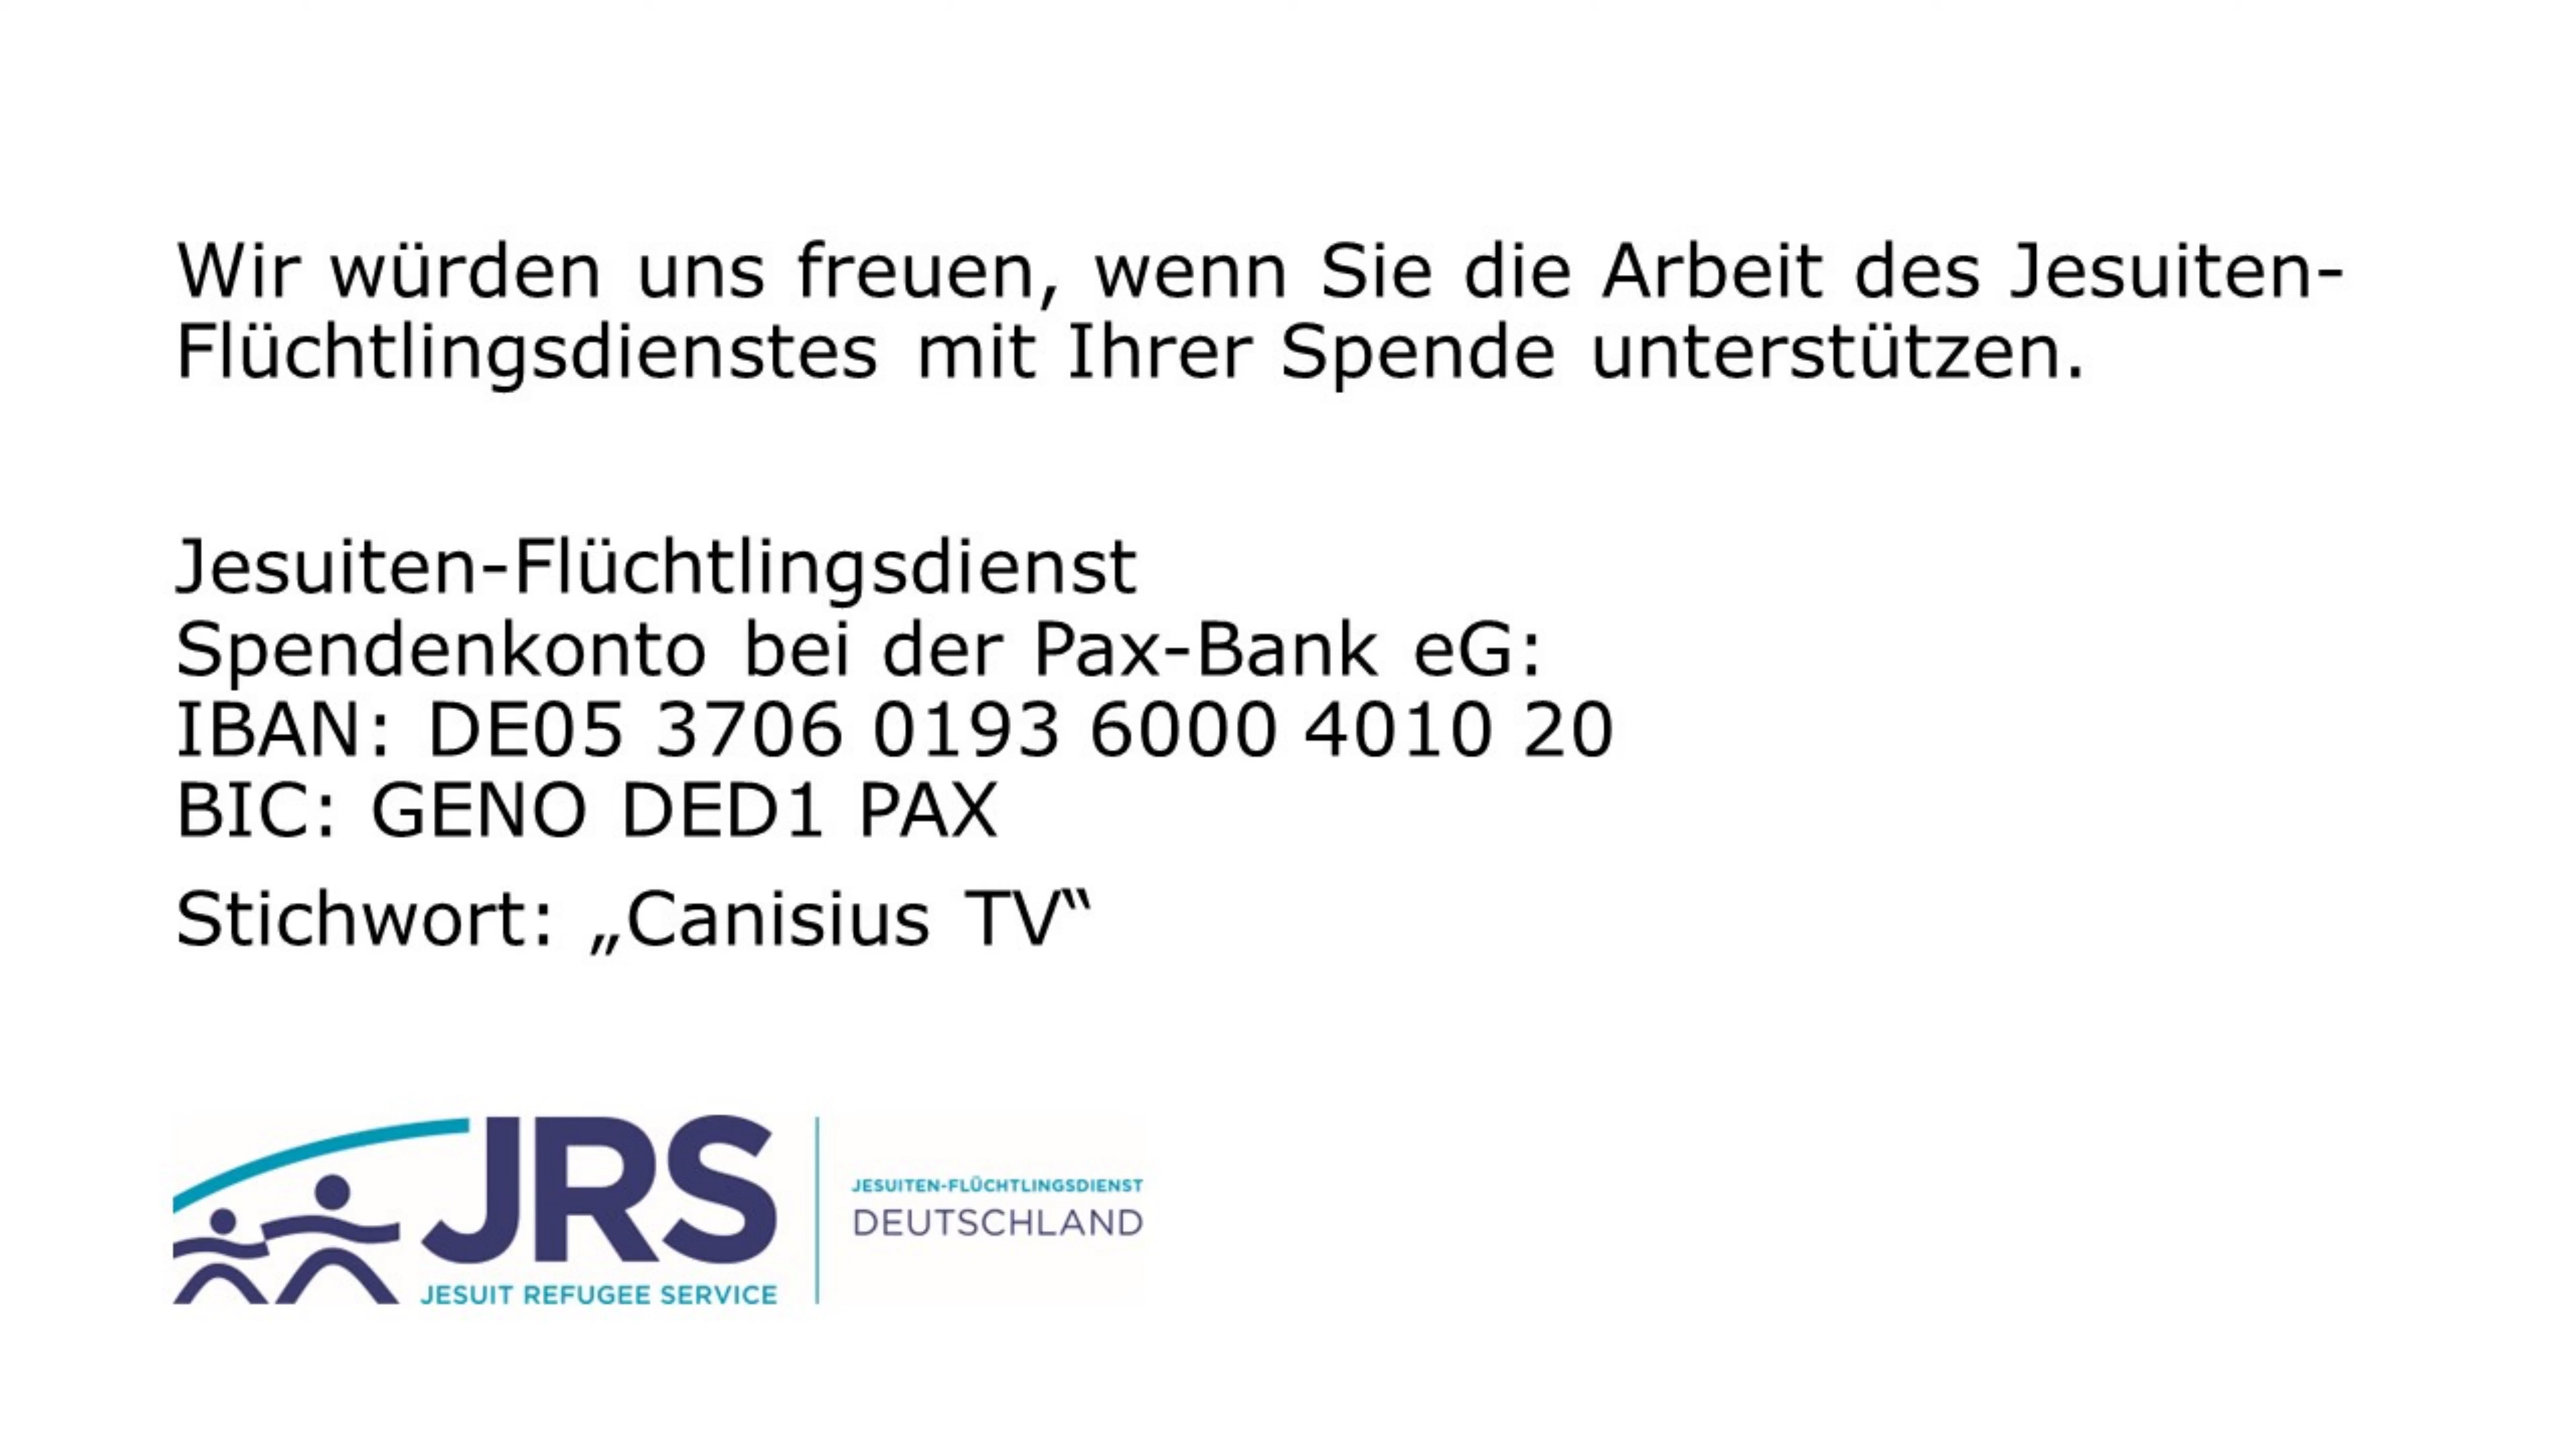 Wir würden uns freuen, wenn Sie die Arbeit des Jesuiten-
Flüchtlingsdienstes mit Ihrer Spende unterstützen.
Jesuiten-Flüchtlingsdienst
Spendenkonto bei der Pax-Bank eG:
IBAN: DE05 3706 0193 6000 4010 20
BIC: GENO DED1 PAX
Stichwort: „Canisius TV“
JRS
JESUIT REFUGEE SERVICE
JESUITEN-FLÜCHTLINGSDIENST
DEUTSCHLAND